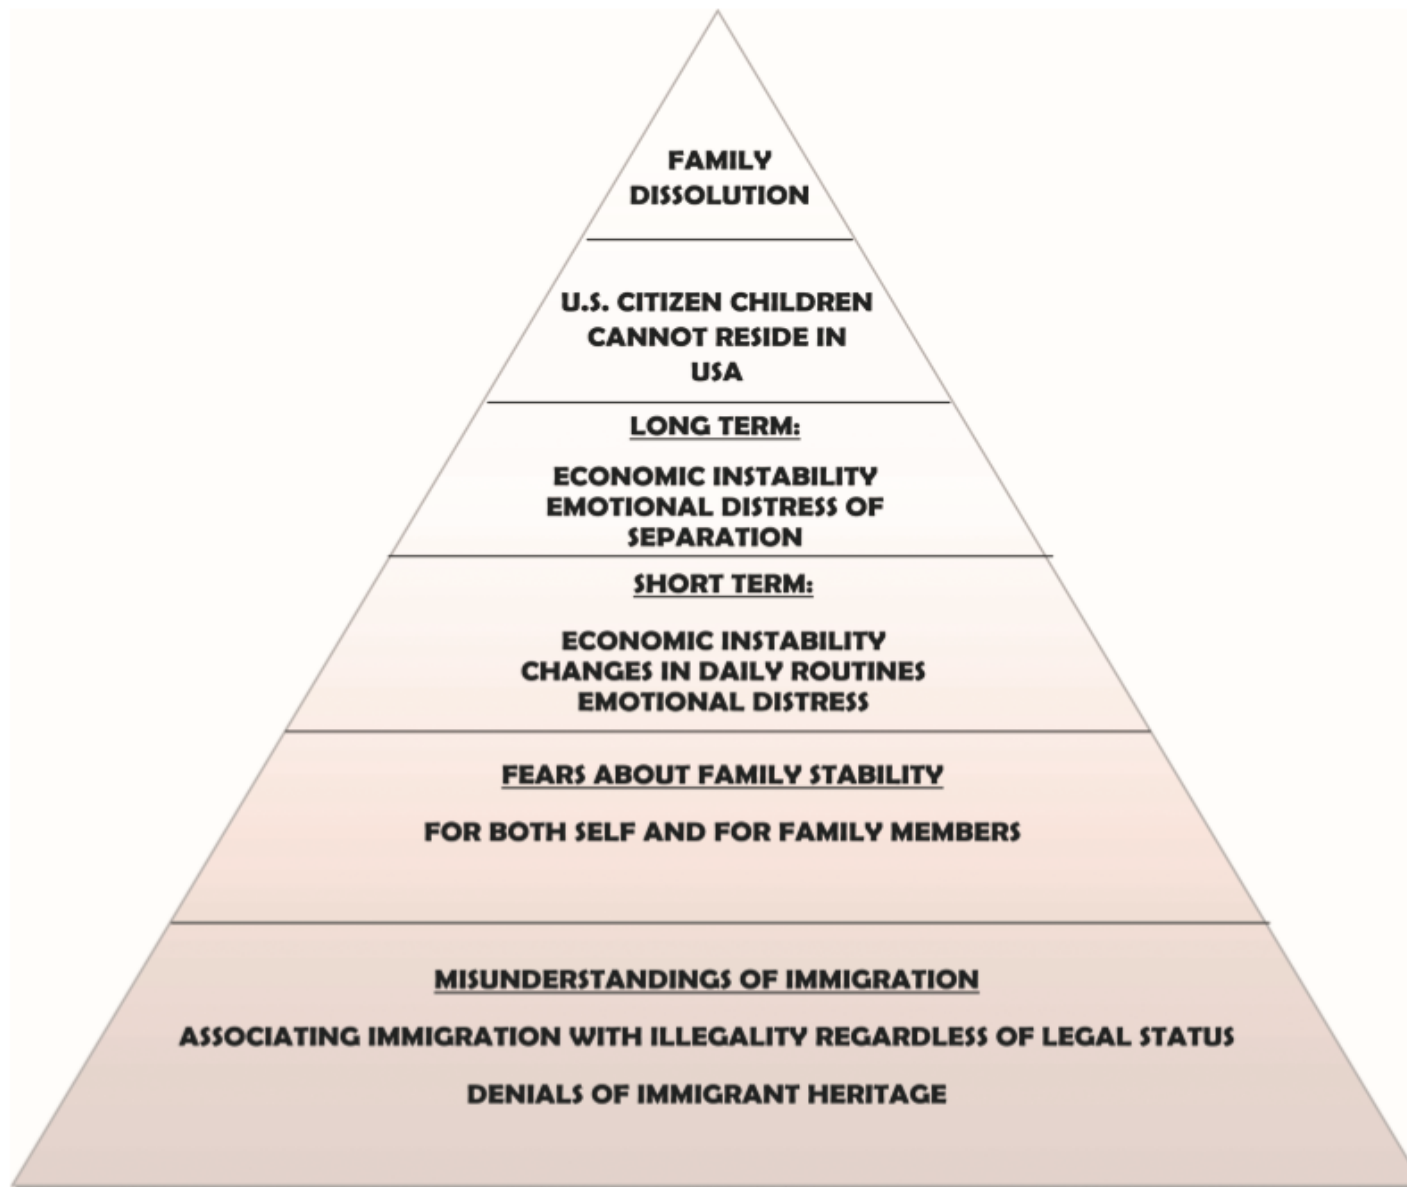 FAMILY
DISSOLUTION
U.S. CITIZEN CHILDREN
CANNOT RESIDE IN
USA
LONG TERM:
ECONOMIC INSTABILITY
EMOTIONAL DISTRESS OF
SEPARATION
SHORT TERM:
ECONOMIC INSTABILITY
CHANGES IN DAILY ROUTINES
EMOTIONAL DISTRESS
FEARS ABOUT FAMILY STABILITY
FOR BOTH SELF AND FOR FAMILY MEMBERS
MISUNDERSTANDINGS OF IMMIGRATION
ASSOCIATING IMMIGRATION WITH ILLEGALITY REGARDLESS OF LEGAL STATUS
DENIALS OF IMMIGRANT HERITAGE